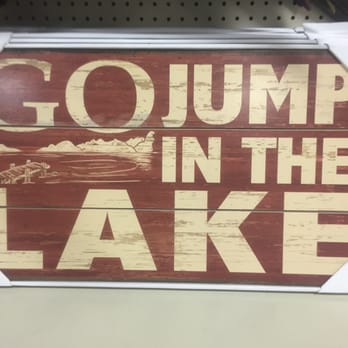 GO JUMP
IN THE
LAKE